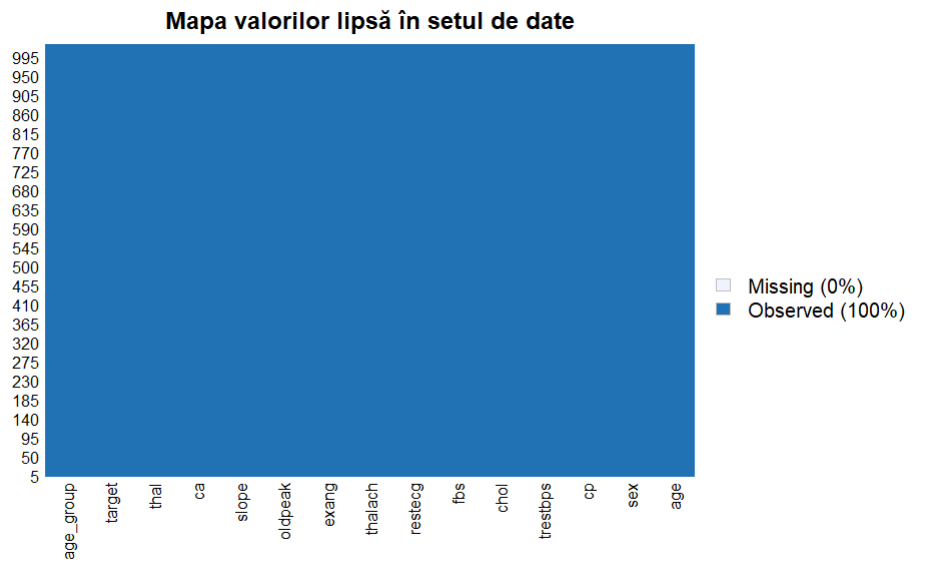 Mapa valorilor lipsă în setul de date
995
950
905
860
815
770
725
680
635
590
545
500
455
410
365
320
275
230
185
140
95
50
5
Missing (0%)
Observed (100%)
age_group
target
thal
ca
slope
oldpeak
exang
thalach
restecg
fbs
chol
trestbps
cp
sex
age